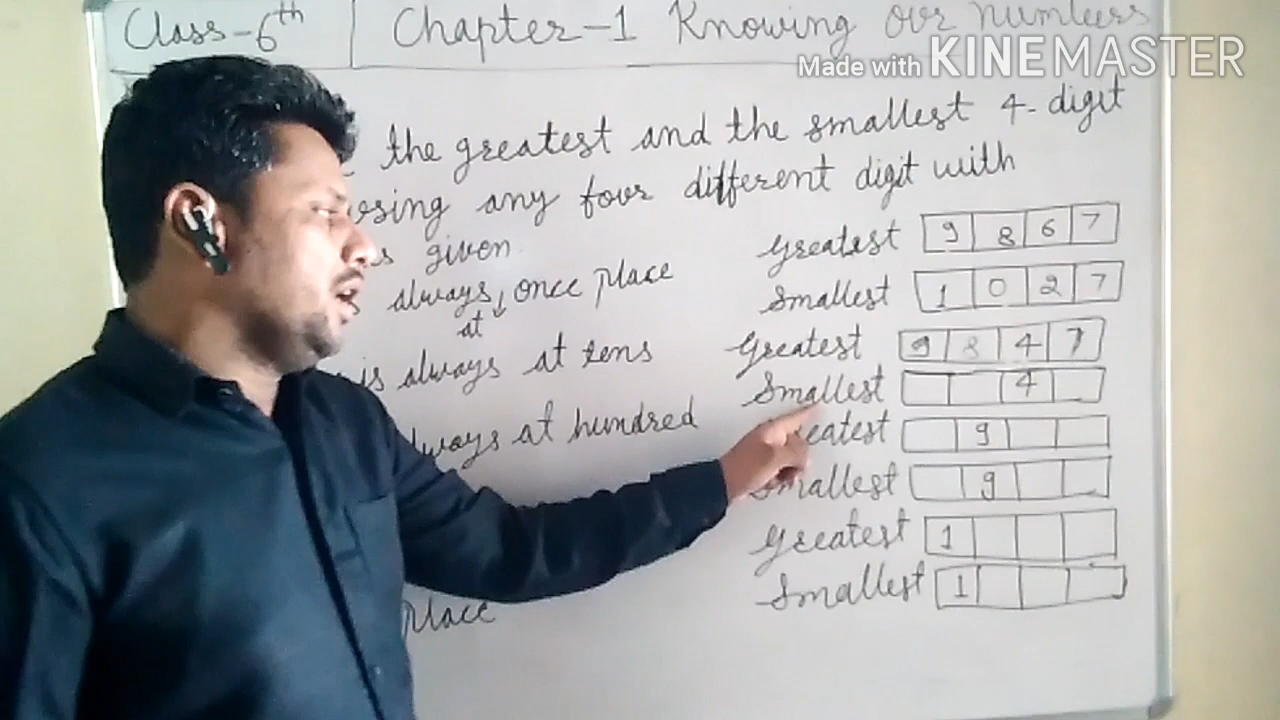 Class-6th Chapter-1 Knowing our numbers
Made with KINEMASTER
the greatest and the smallest 4-digit
using any four different digit with
given
always at once place
Greatest 9 8 6 7
Smallest 1 0 2 7
is always at tens
Greatest 9 8 4 7
Smallest 4
always at hundred
Greatest 9
Smallest 9
Place
Greatest 1
Smallest 1